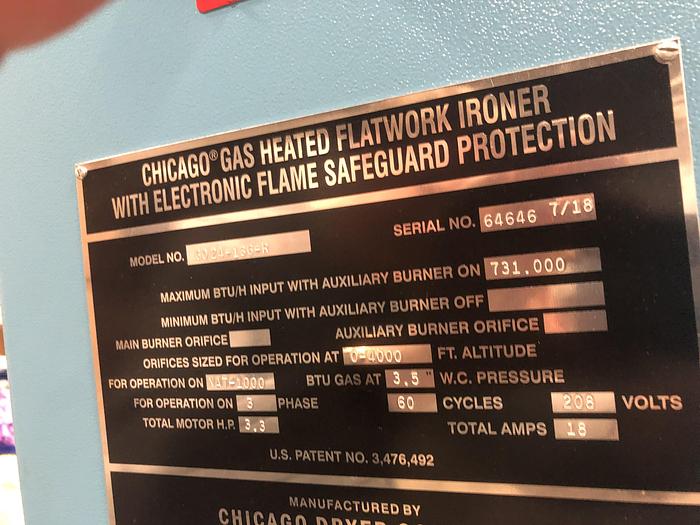 CHICAGO® GAS HEATED FLATWORK IRONER
WITH ELECTRONIC FLAME SAFEGUARD PROTECTION
MODEL NO. SERIAL NO. 64646 7/18
MAXIMUM BTU/H INPUT WITH AUXILIARY BURNER ON 731.000
MINIMUM BTU/H INPUT WITH AUXILIARY BURNER OFF
MAIN BURNER ORIFICE AUXILIARY BURNER ORIFICE
ORIFICES SIZED FOR OPERATION AT 0-4000 FT. ALTITUDE
FOR OPERATION ON NAT-1000 BTU GAS AT 3.5" W.C. PRESSURE
FOR OPERATION ON 3 PHASE 60 CYCLES 208 VOLTS
TOTAL MOTOR H.P. 3.3 TOTAL AMPS 18
U.S. PATENT NO. 3,476,492
MANUFACTURED BY
CHICAGO DRYER